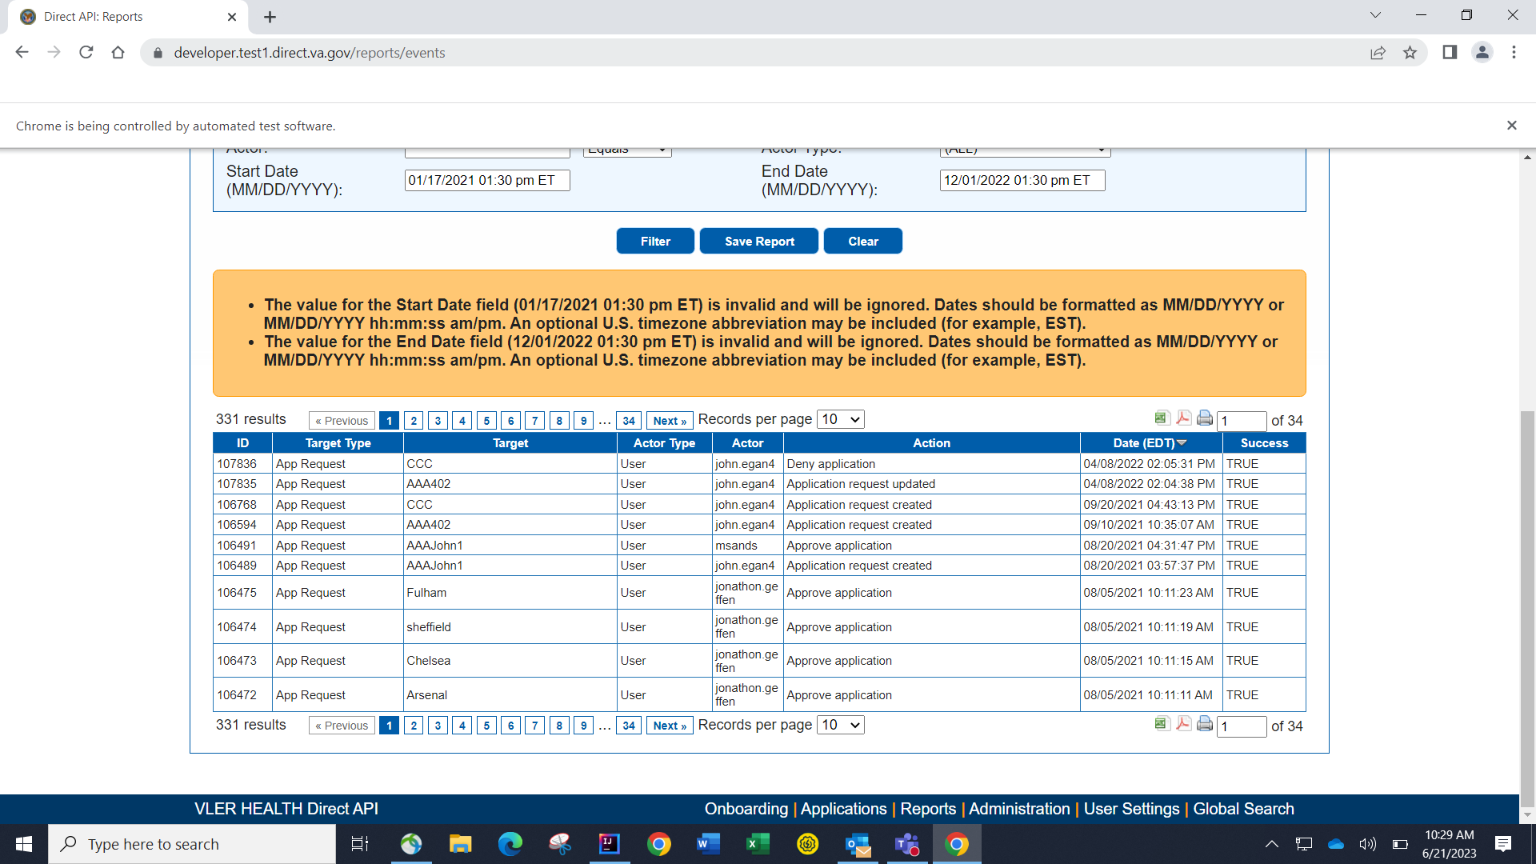 Direct API: Reports
developer.test1.direct.va.gov/reports/events
Chrome is being controlled by automated test software.
Actor: Equals Actor Type: (ALL)
Start Date (MM/DD/YYYY): 01/17/2021 01:30 pm ET End Date (MM/DD/YYYY): 12/01/2022 01:30 pm ET
Filter Save Report Clear
• The value for the Start Date field (01/17/2021 01:30 pm ET) is invalid and will be ignored. Dates should be formatted as MM/DD/YYYY or
MM/DD/YYYY hh:mm:ss am/pm. An optional U.S. timezone abbreviation may be included (for example, EST).
• The value for the End Date field (12/01/2022 01:30 pm ET) is invalid and will be ignored. Dates should be formatted as MM/DD/YYYY or
MM/DD/YYYY hh:mm:ss am/pm. An optional U.S. timezone abbreviation may be included (for example, EST).
331 results « Previous 1 2 3 4 5 6 7 8 9 ... 34 Next » Records per page 10 1 of 34
ID Target Type Target Actor Type Actor Action Date (EDT) Success
107836 App Request CCC User john.egan4 Deny application 04/08/2022 02:05:31 PM TRUE
107835 App Request AAA402 User john.egan4 Application request updated 04/08/2022 02:04:38 PM TRUE
106768 App Request CCC User john.egan4 Application request created 09/20/2021 04:43:13 PM TRUE
106594 App Request AAA402 User john.egan4 Application request created 09/10/2021 10:35:07 AM TRUE
106491 App Request AAAJohn1 User msands Approve application 08/20/2021 04:31:47 PM TRUE
106489 App Request AAAJohn1 User john.egan4 Application request created 08/20/2021 03:57:37 PM TRUE
106475 App Request Fulham User jonathon.geffen Approve application 08/05/2021 10:11:23 AM TRUE
106474 App Request sheffield User jonathon.geffen Approve application 08/05/2021 10:11:19 AM TRUE
106473 App Request Chelsea User jonathon.geffen Approve application 08/05/2021 10:11:15 AM TRUE
106472 App Request Arsenal User jonathon.geffen Approve application 08/05/2021 10:11:11 AM TRUE
331 results « Previous 1 2 3 4 5 6 7 8 9 ... 34 Next » Records per page 10 1 of 34
VLER HEALTH Direct API Onboarding | Applications | Reports | Administration | User Settings | Global Search
Type here to search
10:29 AM
6/21/2023